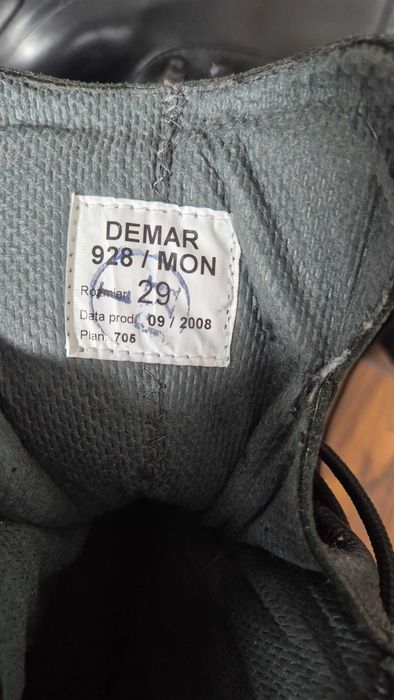 DEMAR
928 / MON
Rozmiar: 29
Data prod.: 09 / 2008
Plan: 705